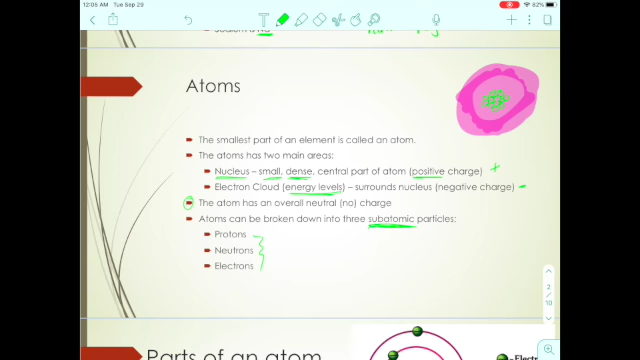 12:05 AM Tue Sep 29
82%
Sodium is Na
Atoms
The smallest part of an element is called an atom.
The atoms has two main areas:
Nucleus – small, dense, central part of atom (positive charge) +
Electron Cloud (energy levels) – surrounds nucleus (negative charge) -
The atom has an overall neutral (no) charge
Atoms can be broken down into three subatomic particles:
Protons
Neutrons
Electrons
2
/
10
Parts of an atom